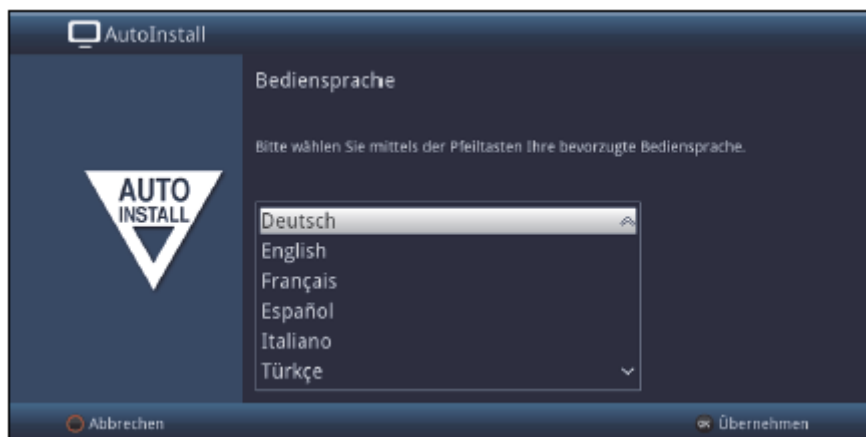 AutoInstall
Bediensprache
Bitte wählen Sie mittels der Pfeiltasten Ihre bevorzugte Bediensprache.
AUTO
INSTALL
Deutsch
English
Français
Español
Italiano
Türkçe
Abbrechen
OK Übernehmen